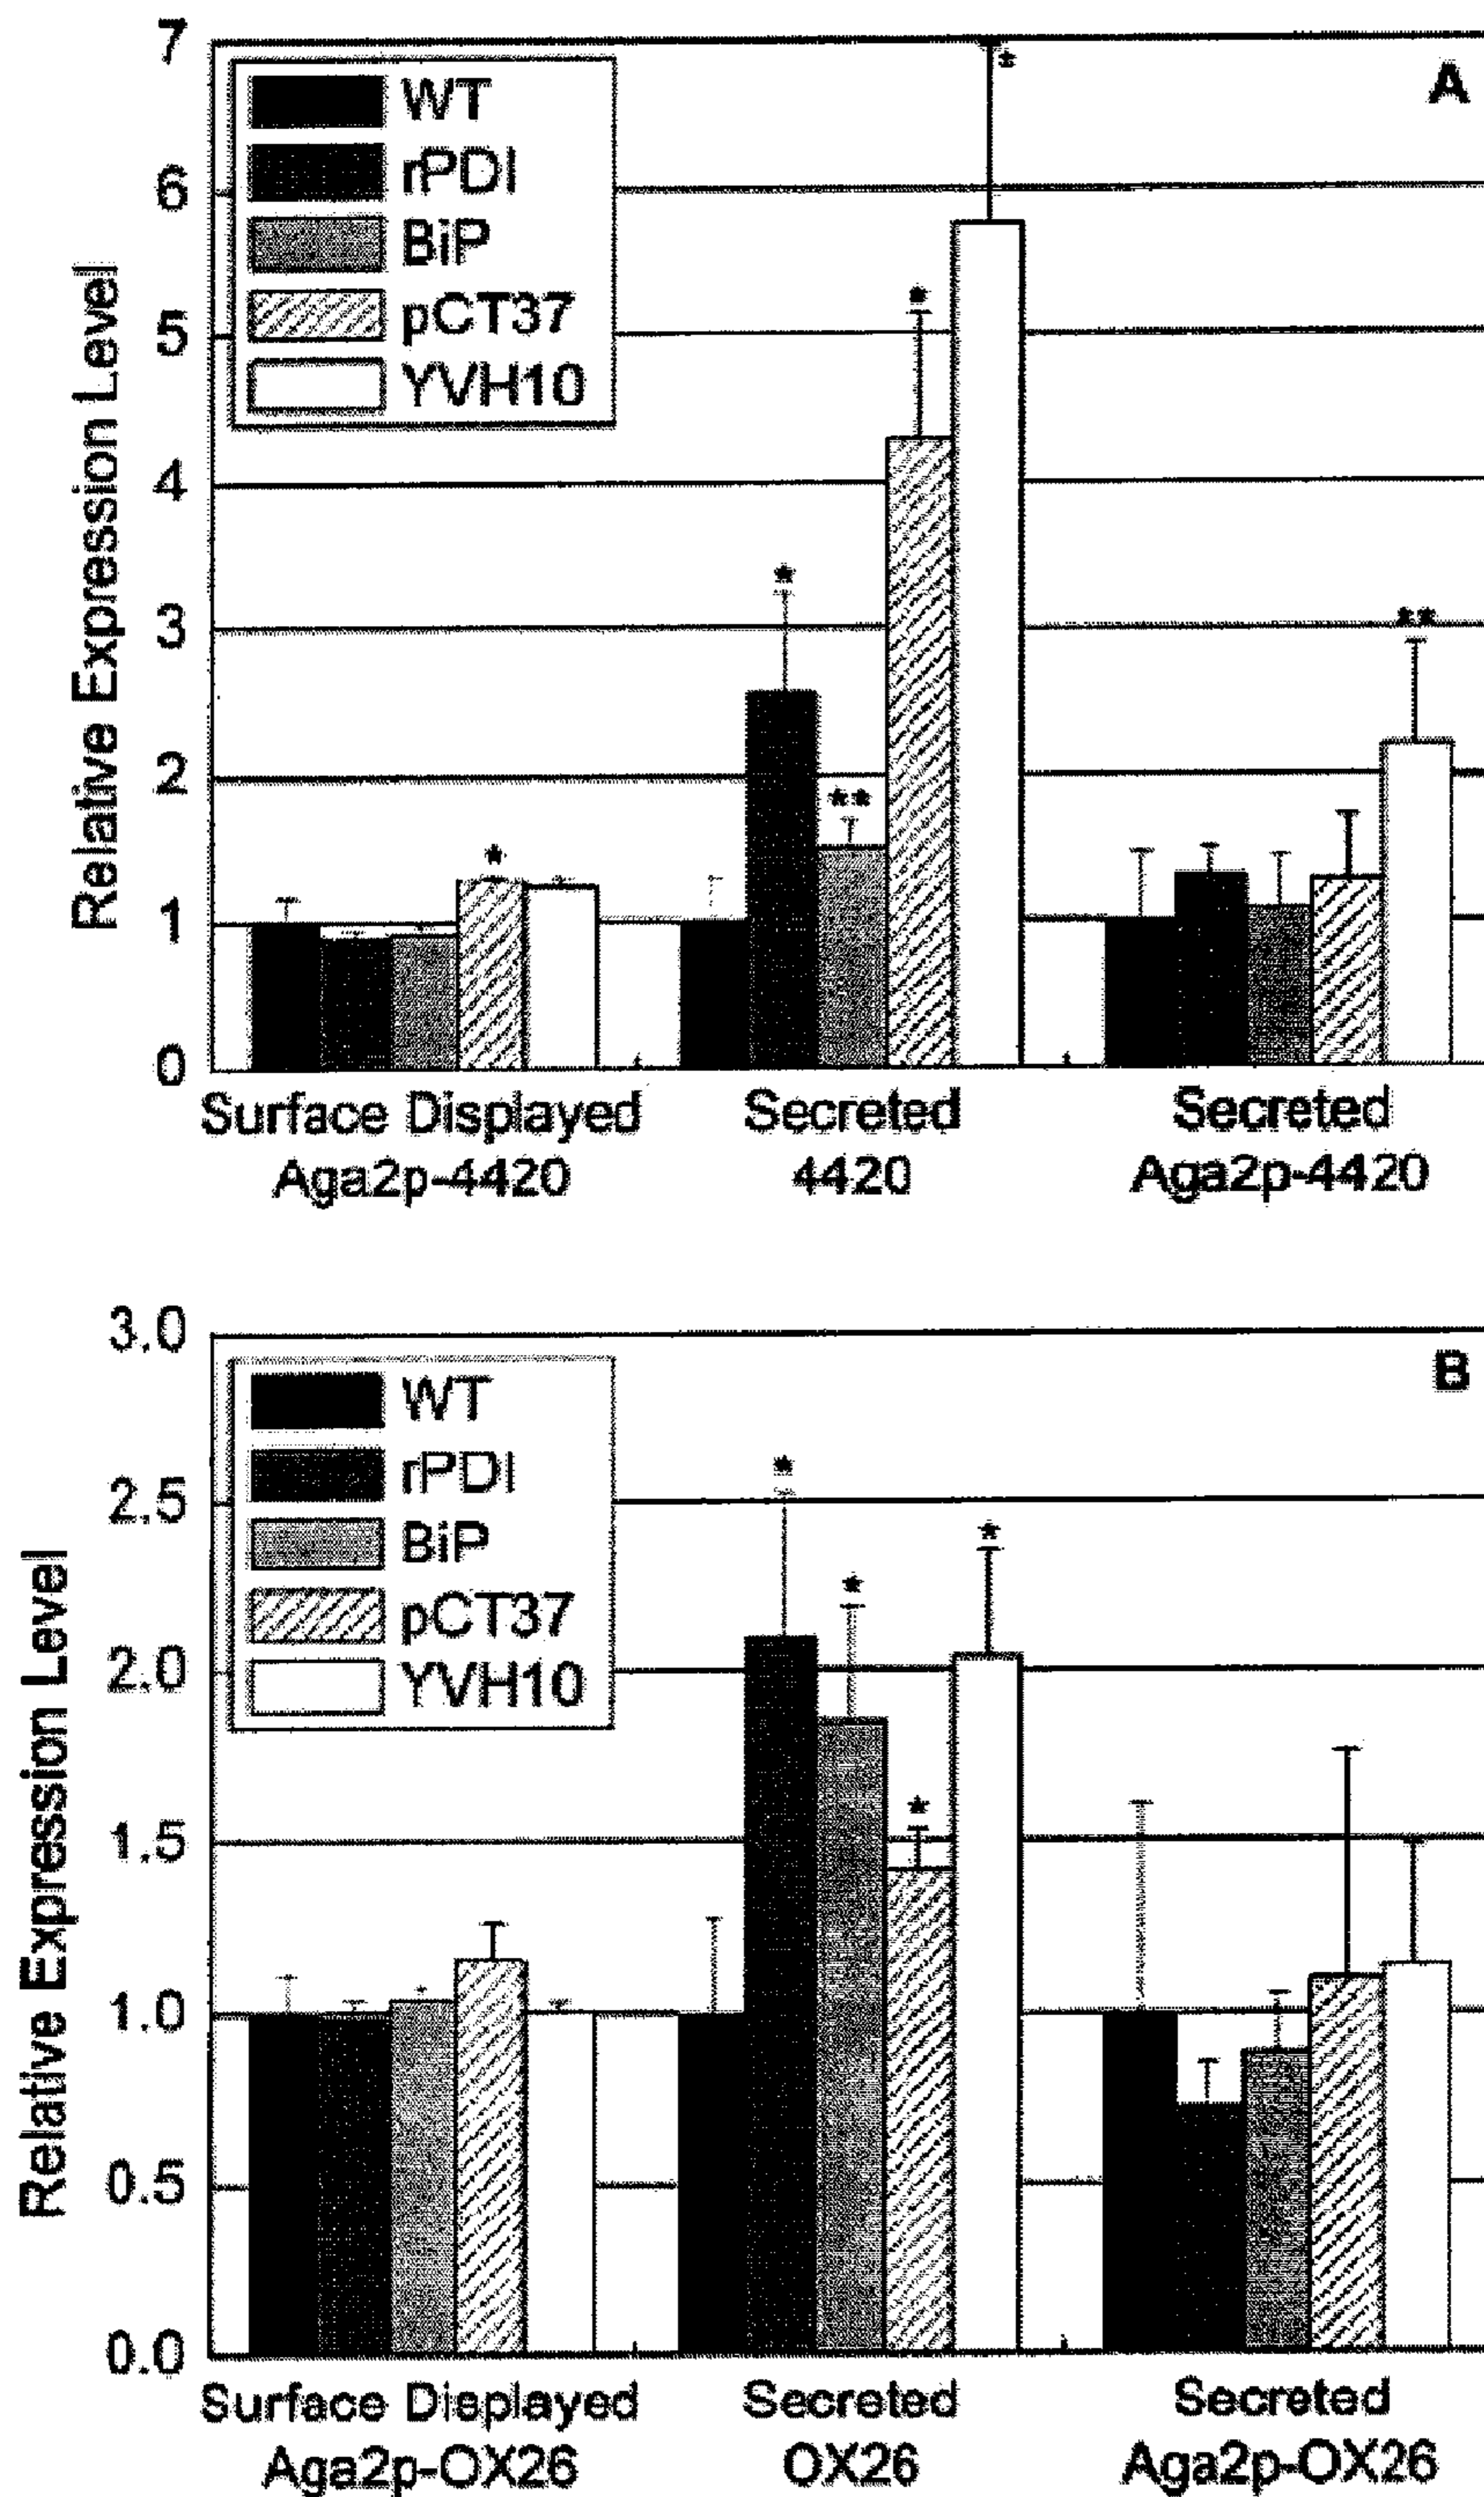 A
7
6
5
4
3
2
1
0
Relative Expression Level
WT
rPDI
BiP
pCT37
YVH10
*
*
*
**
*
**
Surface Displayed
Aga2p-4420
Secreted
4420
Secreted
Aga2p-4420
B
3.0
2.5
2.0
1.5
1.0
0.5
0.0
Relative Expression Level
WT
rPDI
BiP
pCT37
YVH10
*
*
*
*
Surface Displayed
Aga2p-OX26
Secreted
OX26
Secreted
Aga2p-OX26